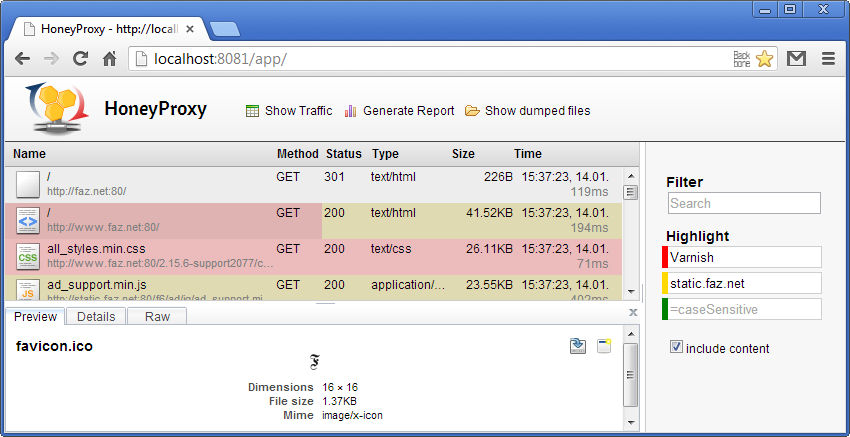 HoneyProxy - http://locall
localhost:8081/app/
Back
bone
HoneyProxy
Show Traffic
Generate Report
Show dumped files
Name Method Status Type Size Time
/ GET 301 text/html 226B 15:37:23, 14.01.
http://faz.net:80/ 119ms
/ GET 200 text/html 41.52KB 15:37:23, 14.01.
http://www.faz.net:80/ 194ms
all_styles.min.css GET 200 text/css 26.11KB 15:37:23, 14.01.
http://www.faz.net:80/2.15.6-support2077/c… 71ms
CSS
ad_support.min.js GET 200 application/… 23.55KB 15:37:23, 14.01.
http://static.faz.net:80/f6/ad/ig/ad_support.mi… 402ms
JS
Preview Details Raw
favicon.ico
F
Dimensions 16 × 16
File size 1.37KB
Mime image/x-icon
Filter
Search
Highlight
Varnish
static.faz.net
=caseSensitive
include content